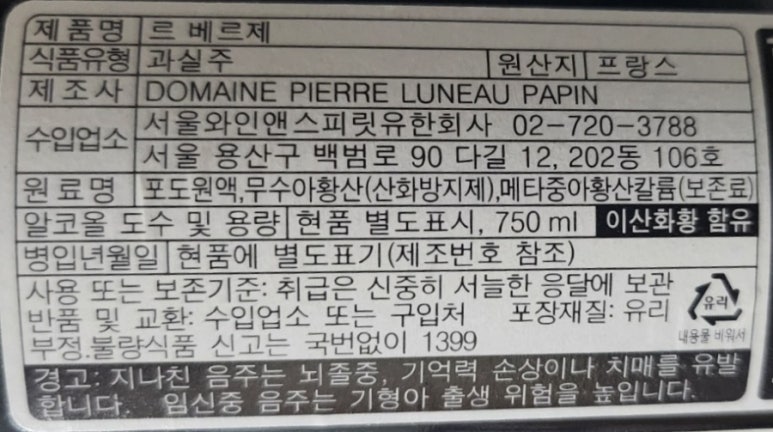 제품명 르 베르제
식품유형 과실주 원산지 프랑스
제조사 DOMAINE PIERRE LUNEAU PAPIN
수입업소 서울와인앤스피릿유한회사 02-720-3788
서울 용산구 백범로 90 다길 12, 202동 106호
원료명 포도원액,무수아황산(산화방지제),메타중아황산칼륨(보존료)
알코올 도수 및 용량 현품 별도표시, 750 ml 이산화황 함유
병입년월일 현품에 별도표기(제조번호 참조)
사용 또는 보존기준: 취급은 신중히 서늘한 응달에 보관
반품 및 교환: 수입업소 또는 구입처 포장재질: 유리
부정.불량식품 신고는 국번없이 1399
유리
내용물 비워서
경고: 지나친 음주는 뇌졸중, 기억력 손상이나 치매를 유발
합니다. 임신중 음주는 기형아 출생 위험을 높입니다.